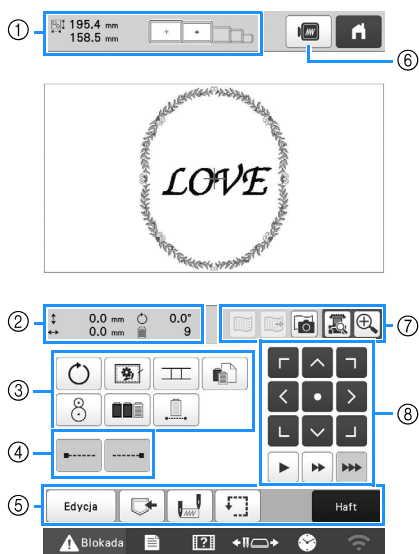 ① 195.4 mm
158.5 mm
⑥
LOVE
② 0.0 mm 0.0°
0.0 mm 9
⑦
③
⑧
④
⑤ Edycja Haft
Blokada